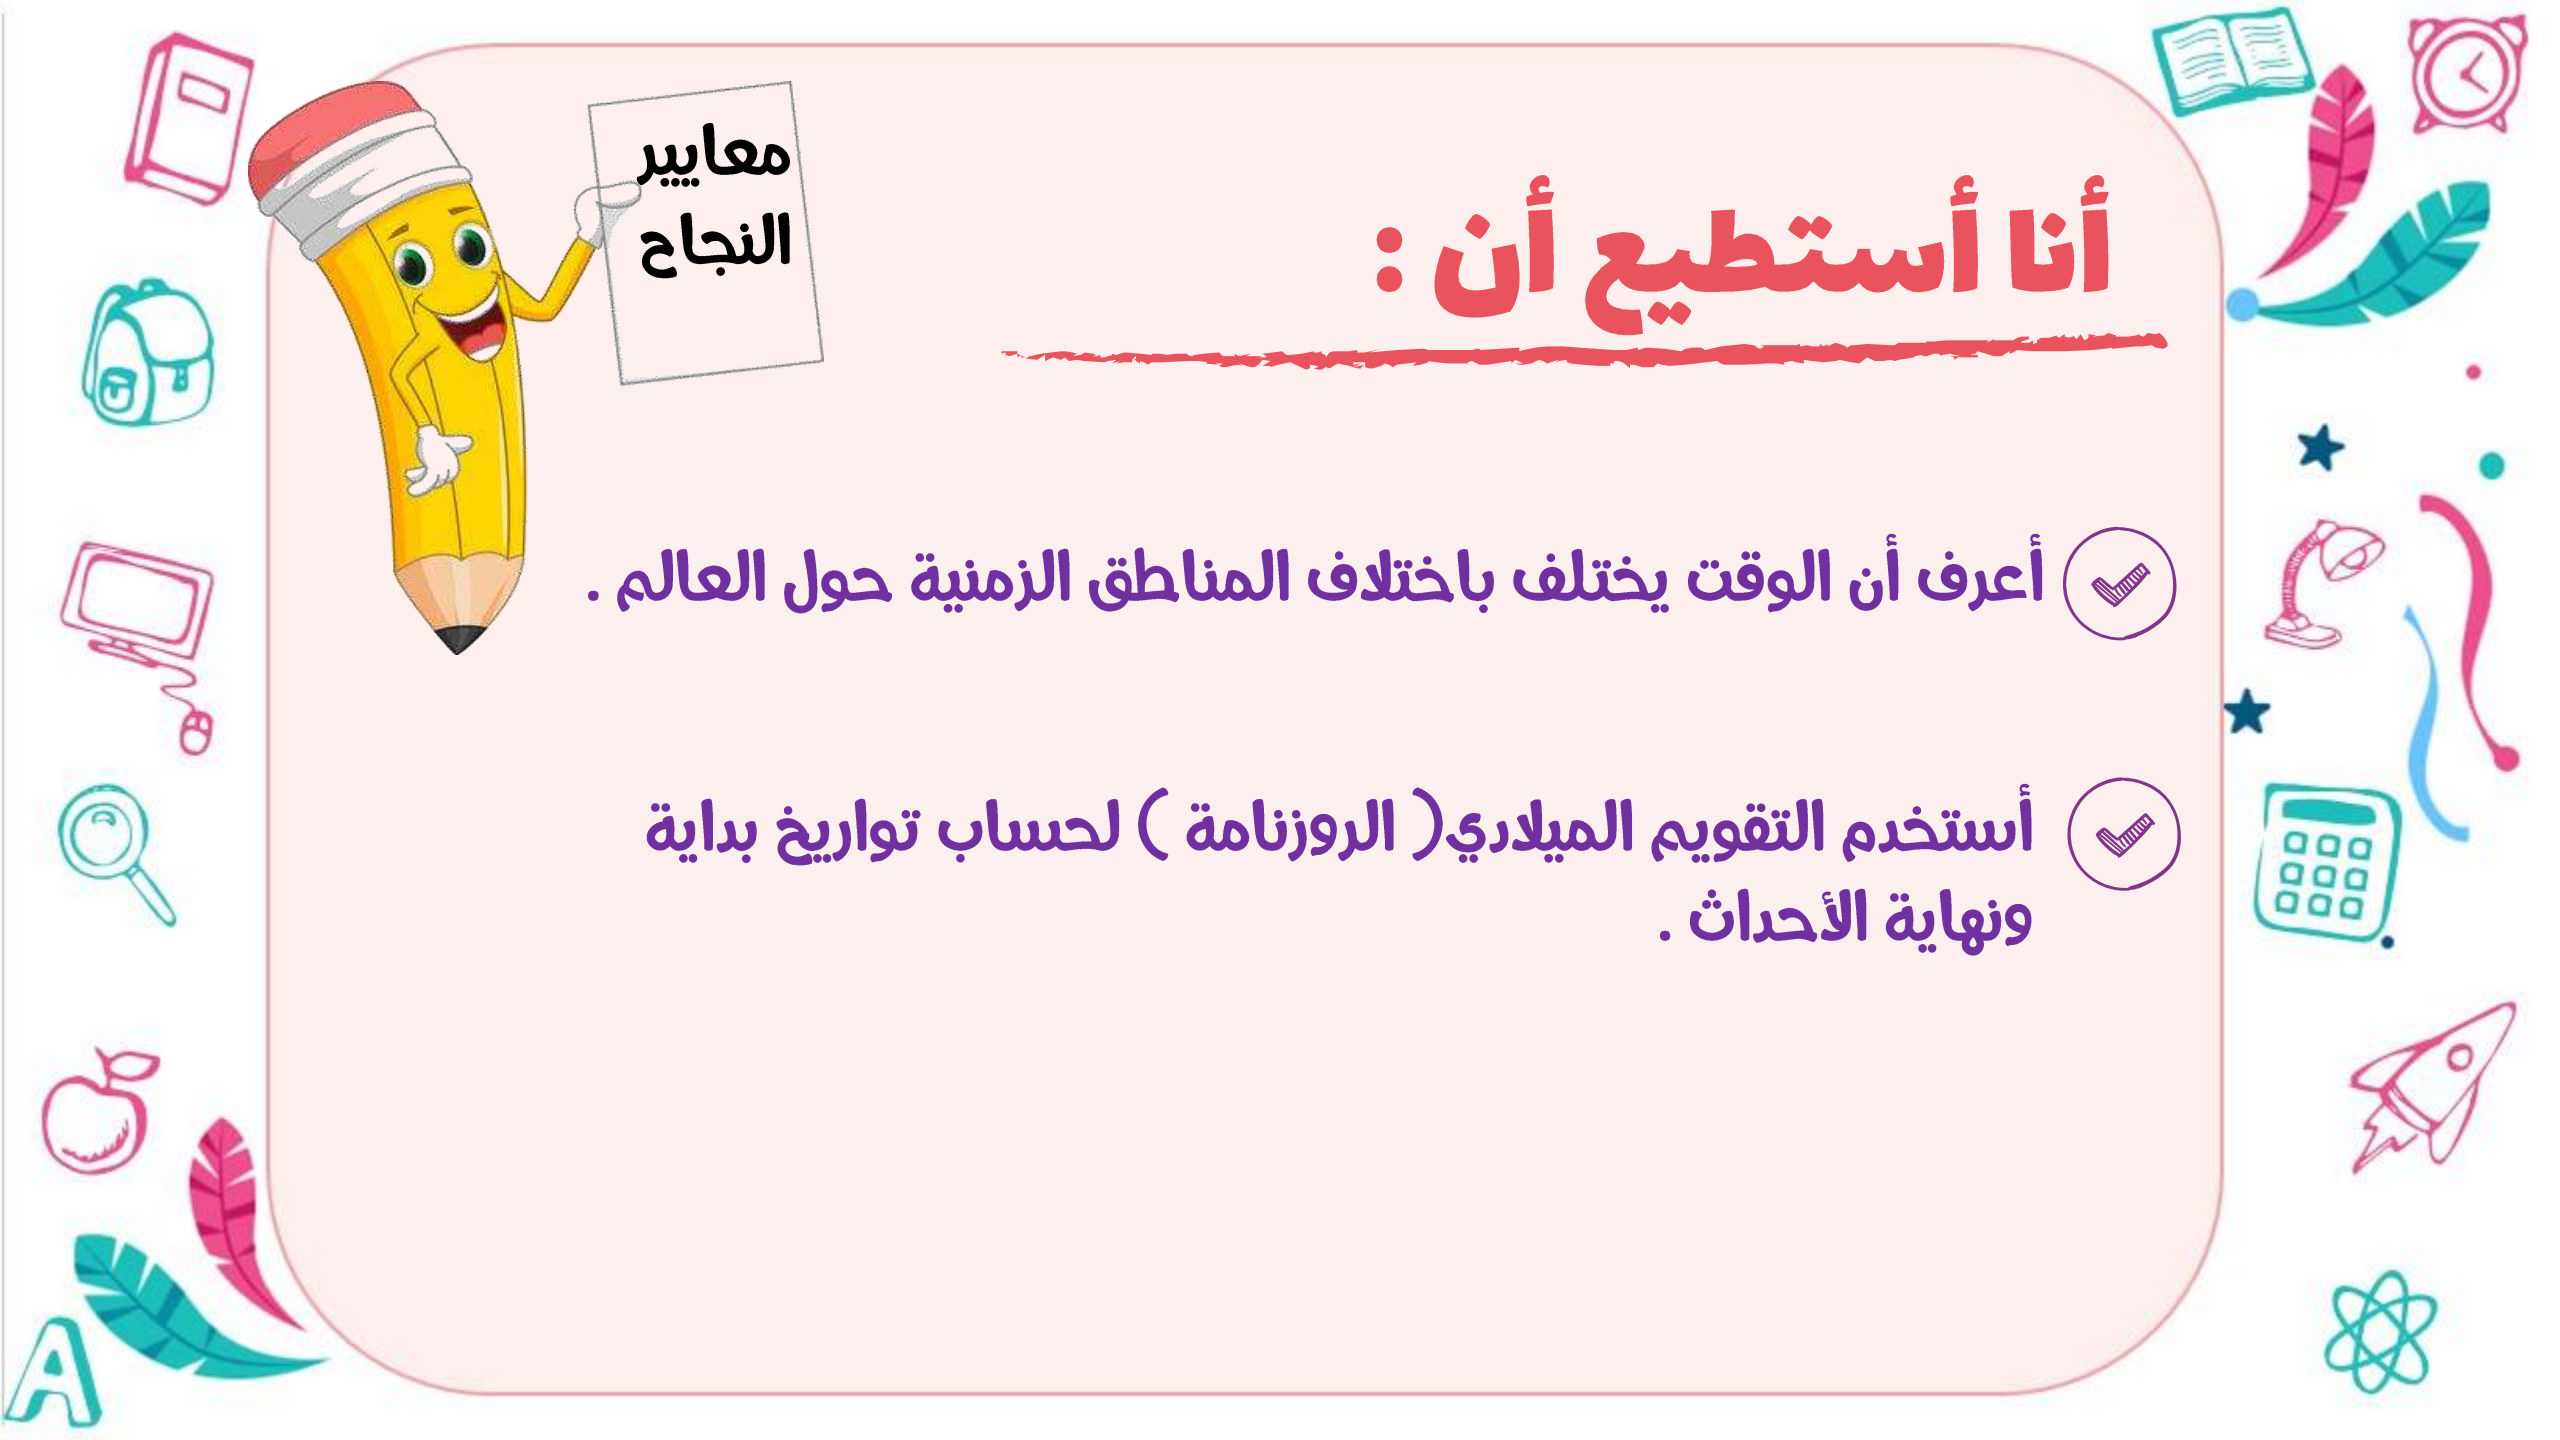 معايير
النجاح
أنا أستطيع أن :
أعرف أن الوقت يختلف باختلاف المناطق الزمنية حول العالم .
أستخدم التقويم الميلادي( الروزنامة ) لحساب تواريخ بداية
ونهاية الأحداث .
A